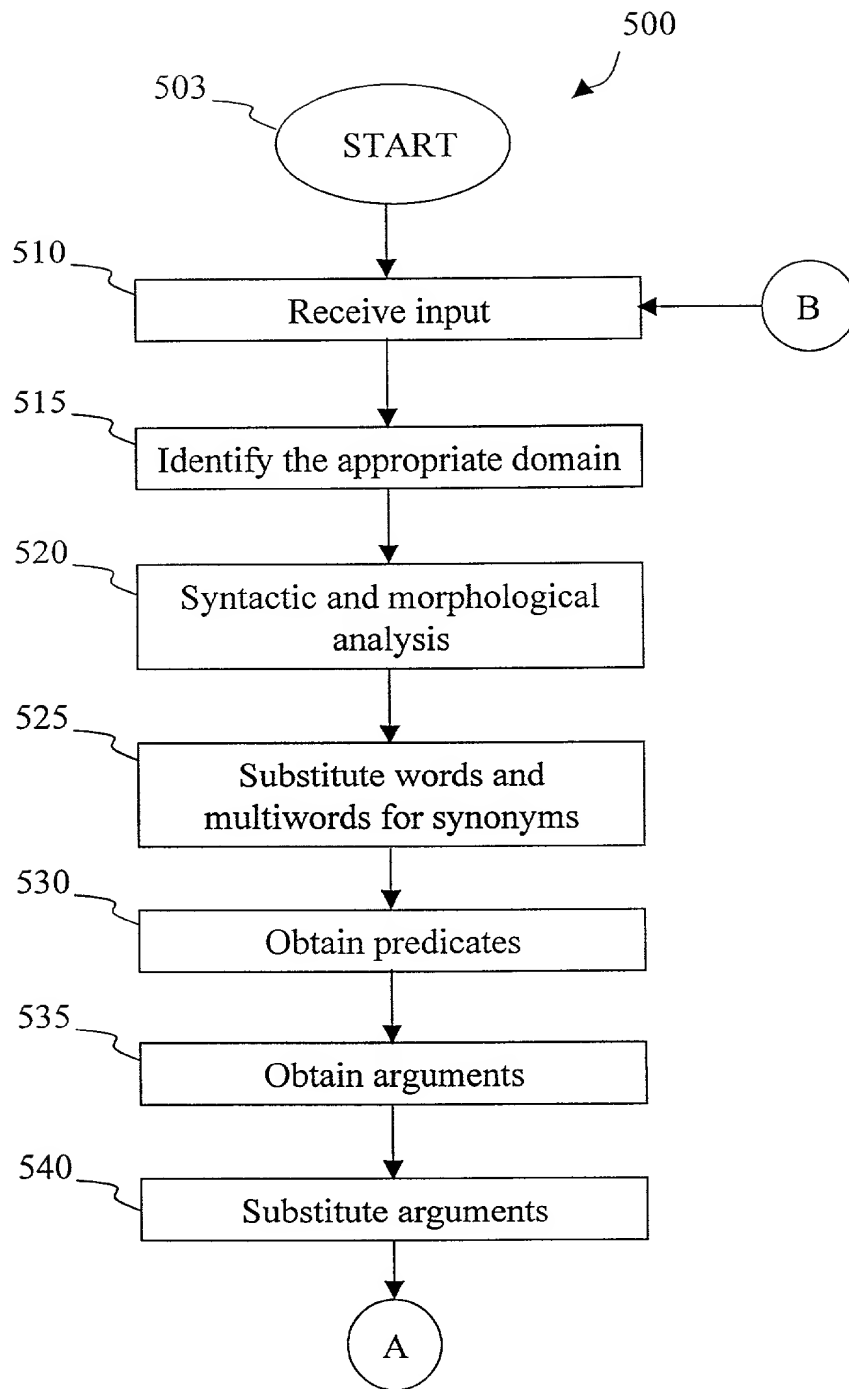 500
503
START
510
Receive input
B
515
Identify the appropriate domain
520
Syntactic and morphological
analysis
525
Substitute words and
multiwords for synonyms
530
Obtain predicates
535
Obtain arguments
540
Substitute arguments
A